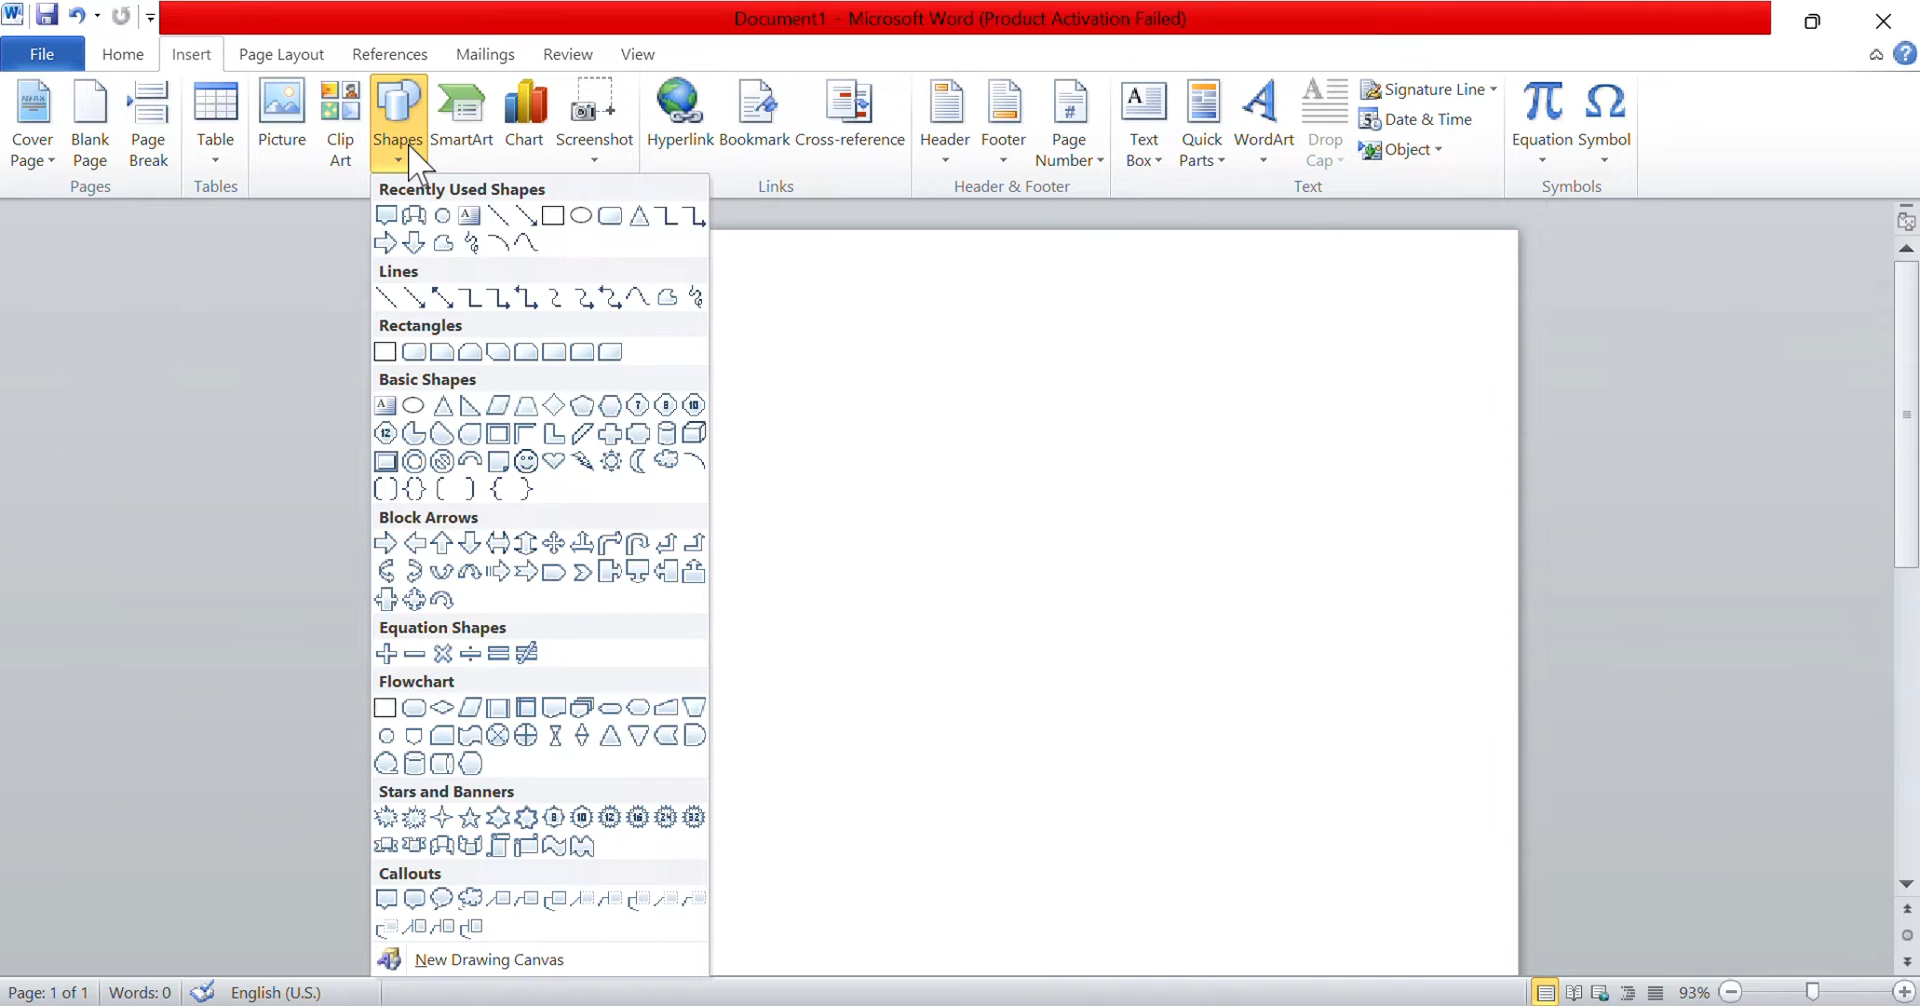 Document1 - Microsoft Word (Product Activation Failed)
File Home Insert Page Layout References Mailings Review View
Cover Page
Blank Page
Page Break
Table
Picture
Clip Art
Shapes
SmartArt
Chart
Screenshot
Hyperlink
Bookmark
Cross-reference
Header
Footer
Page Number
Text Box
Quick Parts
WordArt
Drop Cap
Signature Line
Date & Time
Object
Equation
Symbol
Pages
Tables
Links
Header & Footer
Text
Symbols
Recently Used Shapes
Lines
Rectangles
Basic Shapes
Block Arrows
Equation Shapes
Flowchart
Stars and Banners
Callouts
New Drawing Canvas
Page: 1 of 1 Words: 0 English (U.S.) 93%